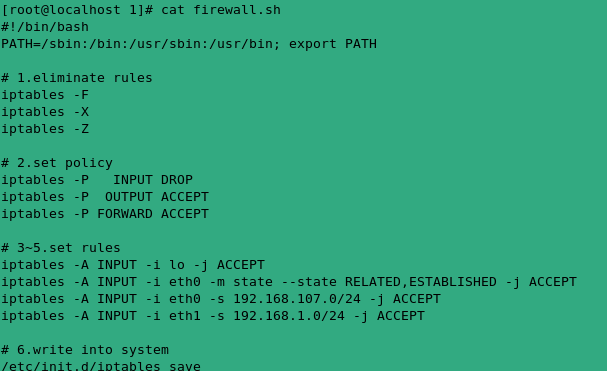 [root@localhost 1]# cat firewall.sh
#!/bin/bash
PATH=/sbin:/bin:/usr/sbin:/usr/bin; export PATH
# 1.eliminate rules
iptables -F
iptables -X
iptables -Z
# 2.set policy
iptables -P   INPUT DROP
iptables -P  OUTPUT ACCEPT
iptables -P FORWARD ACCEPT
# 3~5.set rules
iptables -A INPUT -i lo -j ACCEPT
iptables -A INPUT -i eth0 -m state --state RELATED,ESTABLISHED -j ACCEPT
iptables -A INPUT -i eth0 -s 192.168.107.0/24 -j ACCEPT
iptables -A INPUT -i eth1 -s 192.168.1.0/24 -j ACCEPT
# 6.write into system
/etc/init.d/iptables save